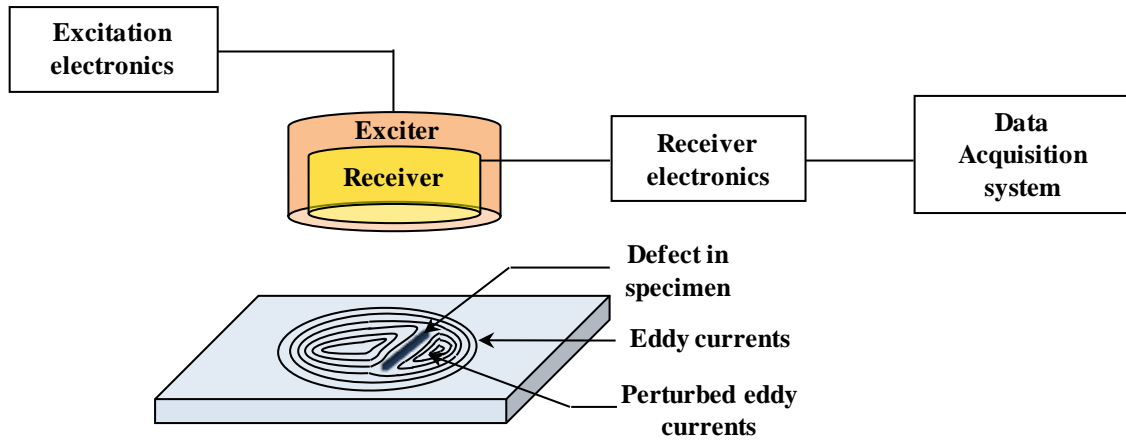 Excitation
electronics
Exciter
Receiver
Receiver
electronics
Data
Acquisition
system
Defect in
specimen
Eddy currents
Perturbed eddy
currents